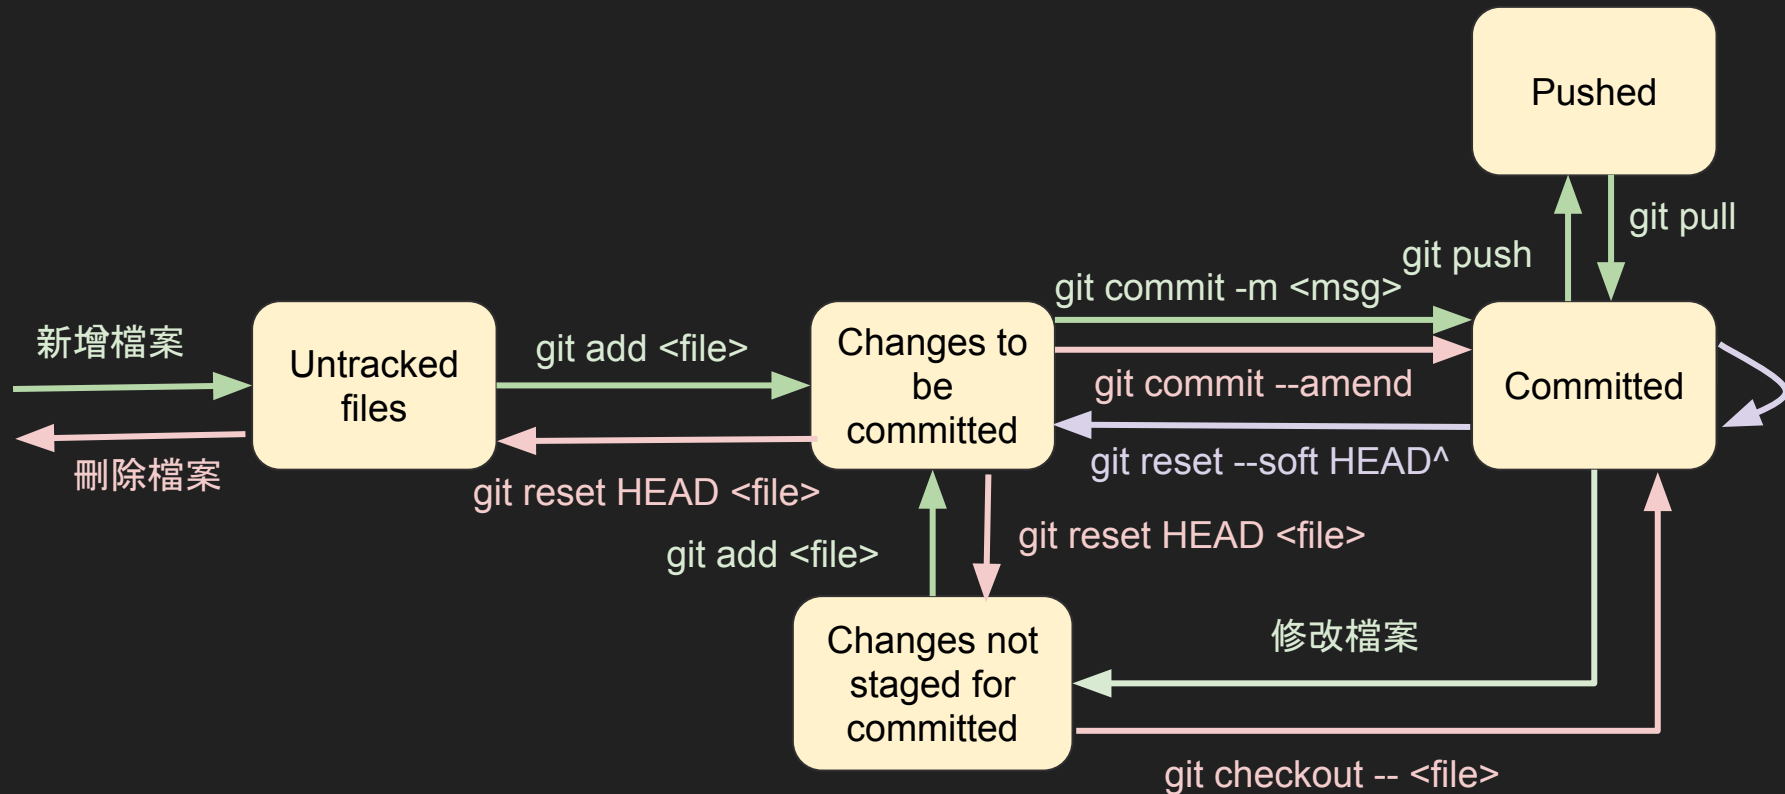 Pushed
git pull
git push
git commit -m <msg>
新增檔案
Untracked
files
git add <file>
Changes to
be
committed
git commit --amend
Committed
刪除檔案
git reset HEAD <file>
git reset --soft HEAD^
git add <file>
git reset HEAD <file>
Changes not
staged for
committed
修改檔案
git checkout -- <file>